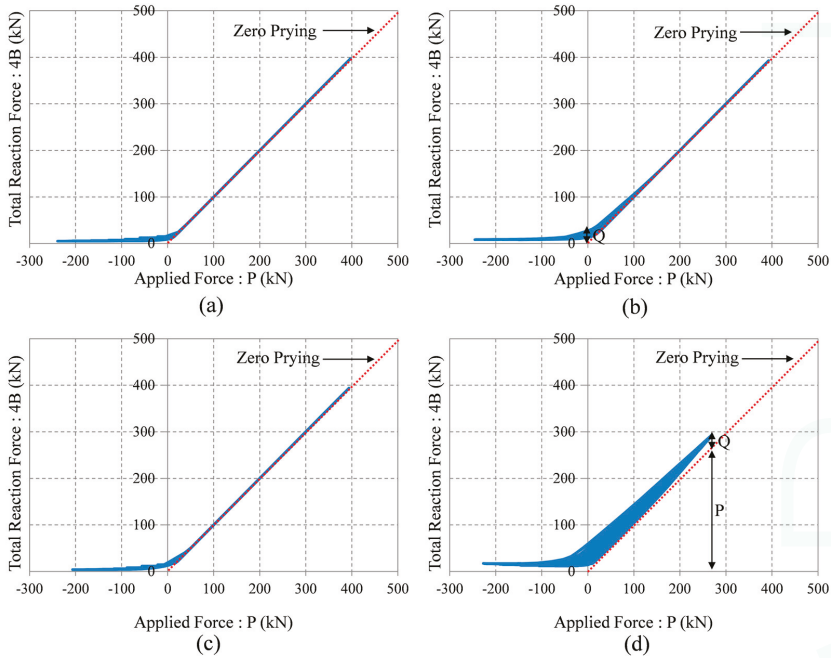 Total Reaction Force : 4B (kN)
500
400
300
200
100
0
Zero Prying
-300 -200 -100 0 100 200 300 400 500
Applied Force : P (kN)
(a)
Total Reaction Force : 4B (kN)
500
400
300
200
100
0
Zero Prying
Q
-300 -200 -100 0 100 200 300 400 500
Applied Force : P (kN)
(b)
Total Reaction Force : 4B (kN)
500
400
300
200
100
0
Zero Prying
-300 -200 -100 0 100 200 300 400 500
Applied Force : P (kN)
(c)
Total Reaction Force : 4B (kN)
500
400
300
200
100
0
Zero Prying
Q
P
-300 -200 -100 0 100 200 300 400 500
Applied Force : P (kN)
(d)